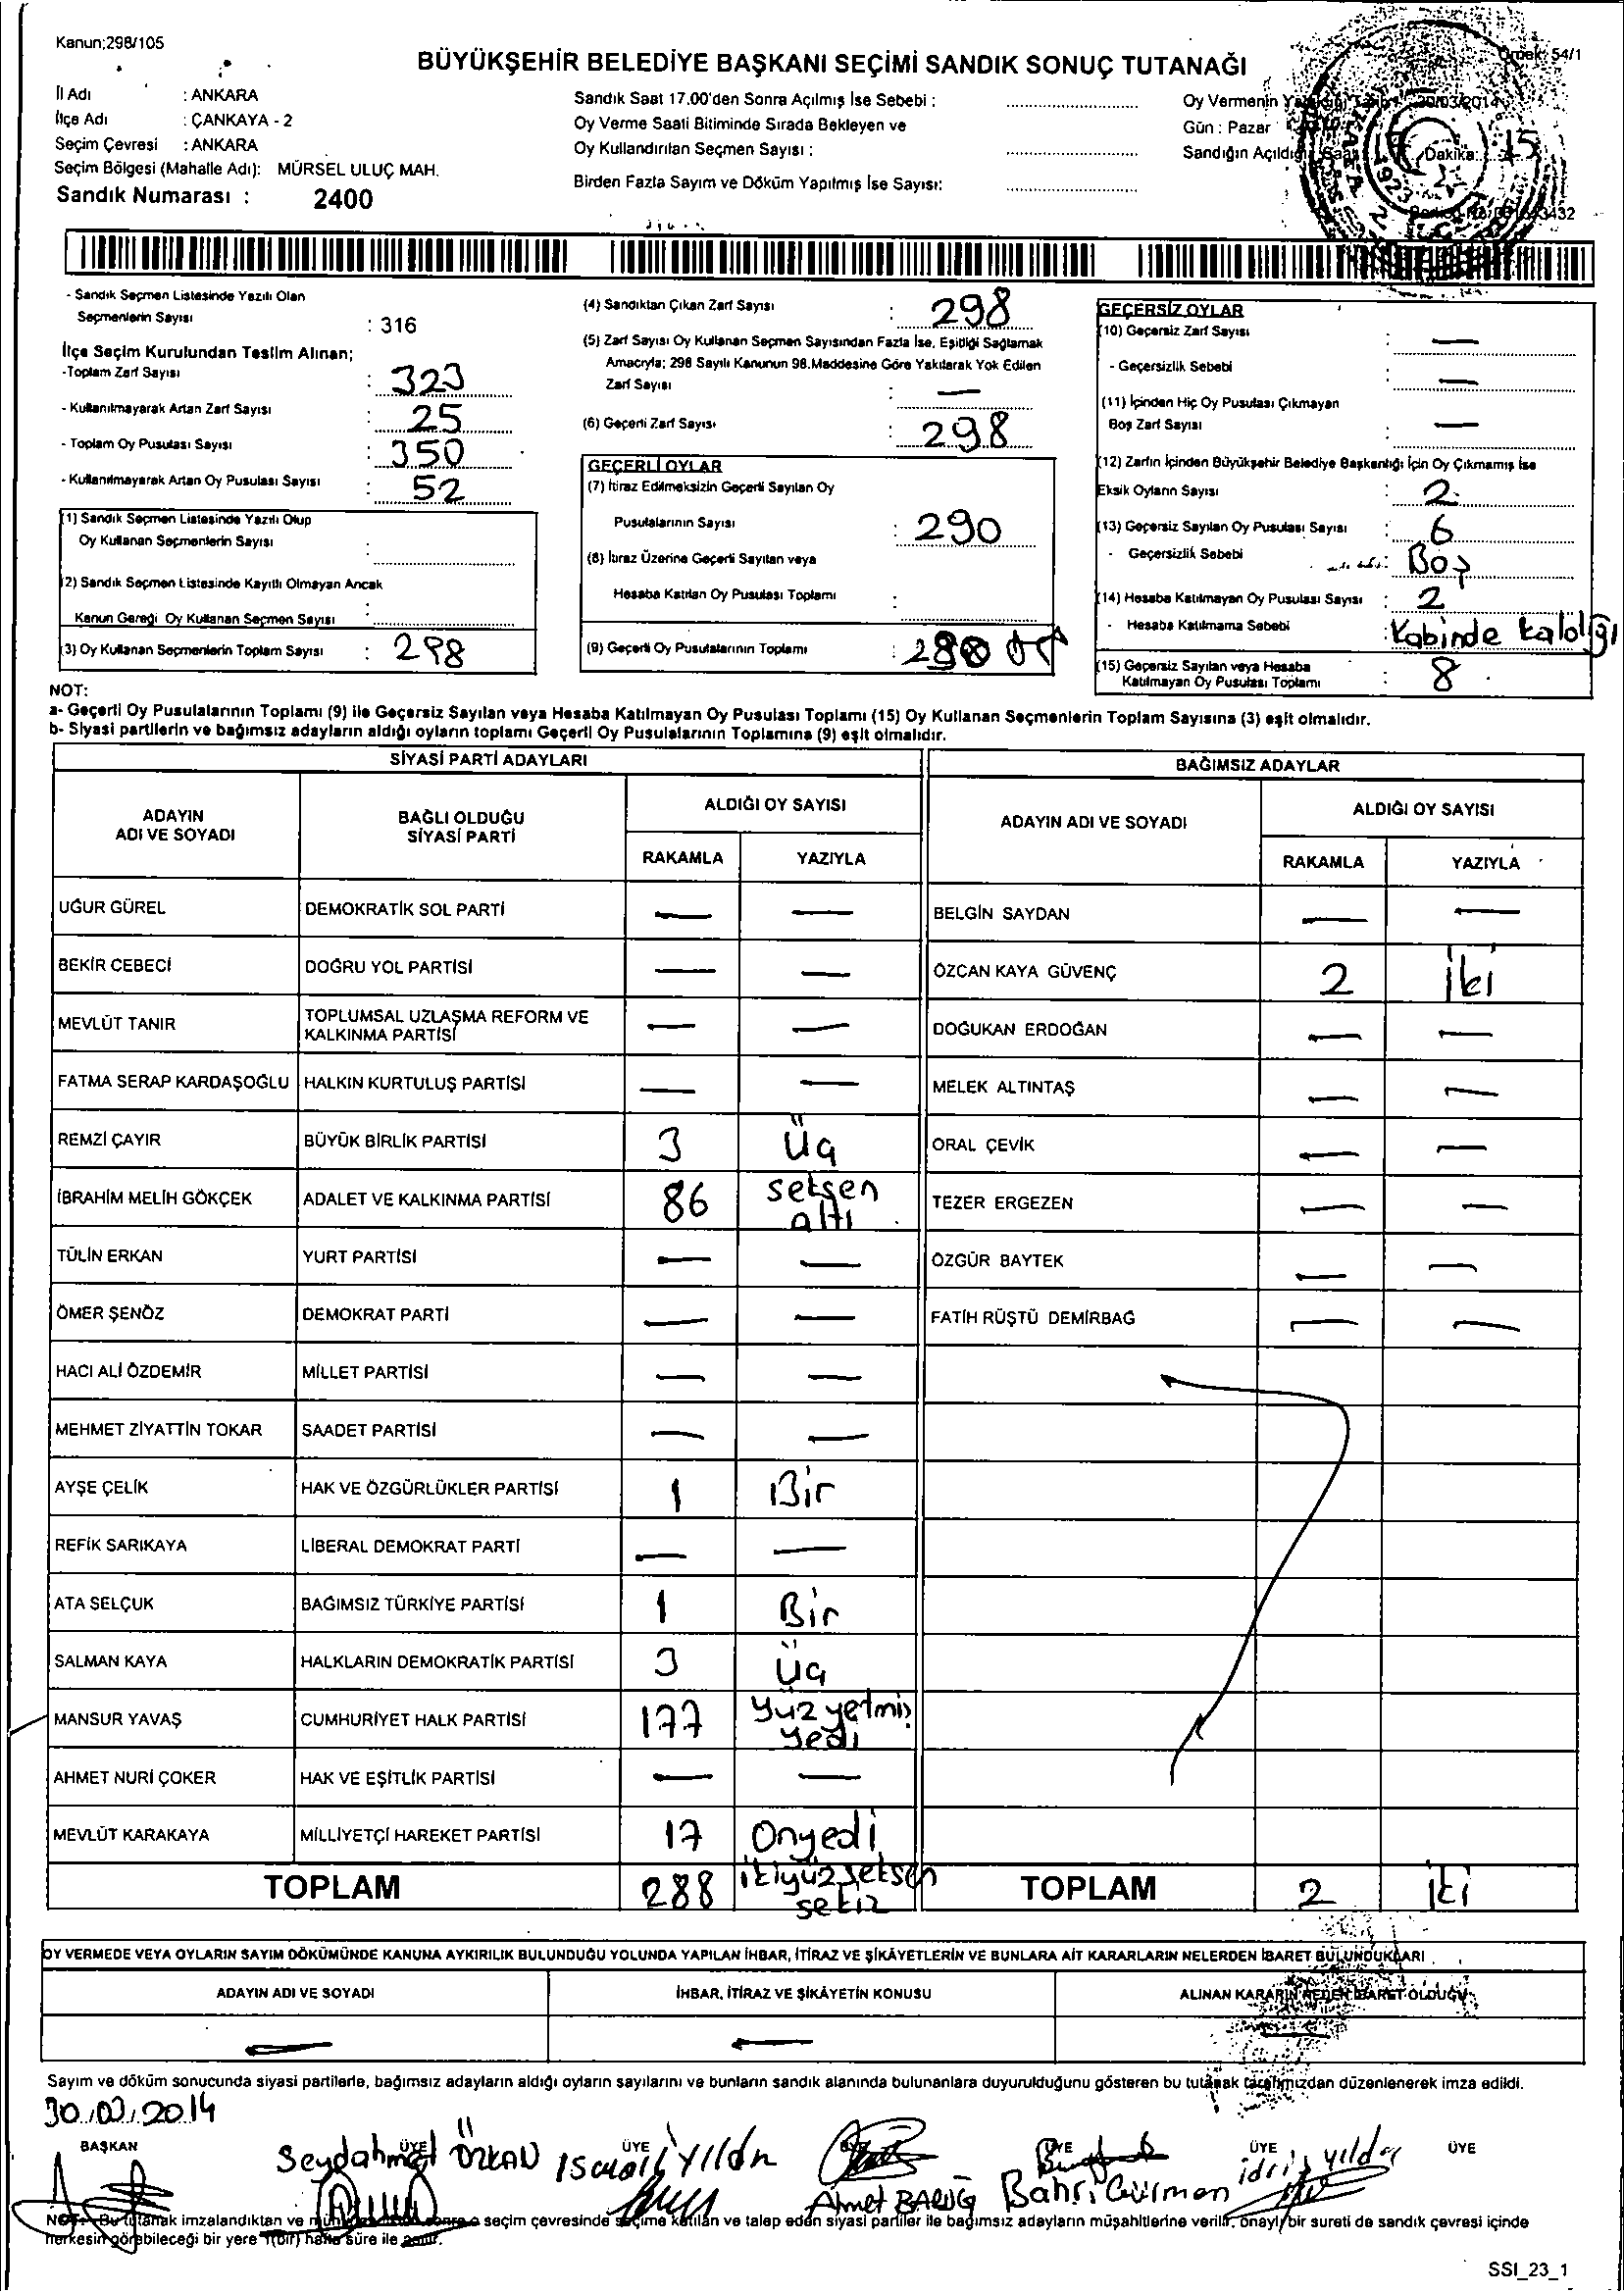 Kanun;298/105
BÜYÜKŞEHİR BELEDİYE BAŞKANI SEÇİMİ SANDIK SONUÇ TUTANAĞI
Örnek: 54/1
İl Adı : ANKARA
İlçe Adı : ÇANKAYA - 2
Seçim Çevresi : ANKARA
Seçim Bölgesi (Mahalle Adı): MÜRSEL ULUÇ MAH.
Sandık Numarası : 2400
Sandık Saat 17.00'den Sonra Açılmış İse Sebebi :
Oy Verme Saati Bitiminde Sırada Bekleyen ve
Oy Kullandırılan Seçmen Sayısı :
Birden Fazla Sayım ve Döküm Yapılmış İse Sayısı:
Oy Vermenin 30/03/2014
Gün : Pazar
Sandığın Açıldığı Saat Dakika: 15
- Sandık Seçmen Listesinde Yazılı Olan
Seçmenlerin Sayısı : 316
İlçe Seçim Kurulundan Teslim Alınan;
-Toplam Zarf Sayısı : 323
- Kullanılmayarak Artan Zarf Sayısı : 25
- Toplam Oy Pusulası Sayısı : 350
- Kullanılmayarak Artan Oy Pusulası Sayısı : 52
(1) Sandık Seçmen Listesinde Yazılı Olup
Oy Kullanan Seçmenlerin Sayısı :
(2) Sandık Seçmen Listesinde Kayıtlı Olmayan Ancak
Kanun Gereği Oy Kullanan Seçmen Sayısı :
(3) Oy Kullanan Seçmenlerin Toplam Sayısı : 298
(4) Sandıktan Çıkan Zarf Sayısı : 298
(5) Zarf Sayısı Oy Kullanan Seçmen Sayısından Fazla İse, Eşitliği Sağlamak
Amacıyla; 298 Sayılı Kanunun 98.Maddesine Göre Yakılarak Yok Edilen
Zarf Sayısı : —
(6) Geçerli Zarf Sayısı : 298
GEÇERLİ OYLAR
(7) İtiraz Edilmeksizin Geçerli Sayılan Oy
Pusulalarının Sayısı : 290
(8) İtiraz Üzerine Geçerli Sayılan veya
Hesaba Katılan Oy Pusulası Toplamı :
(9) Geçerli Oy Pusulalarının Toplamı :
GEÇERSİZ OYLAR
(10) Geçersiz Zarf Sayısı : —
- Geçersizlik Sebebi : —
(11) İçinden Hiç Oy Pusulası Çıkmayan
Boş Zarf Sayısı : —
(12) Zarfın İçinden Büyükşehir Belediye Başkanlığı İçin Oy Çıkmamış İse
Eksik Oyların Sayısı : 2
(13) Geçersiz Sayılan Oy Pusulası Sayısı : 6
- Geçersizlik Sebebi : Boş
(14) Hesaba Katılmayan Oy Pusulası Sayısı : 2
- Hesaba Katılmama Sebebi : Kabinde kaldığı
(15) Geçersiz Sayılan veya Hesaba
Katılmayan Oy Pusulası Toplamı : 8
NOT:
a- Geçerli Oy Pusulalarının Toplamı (9) ile Geçersiz Sayılan veya Hesaba Katılmayan Oy Pusulası Toplamı (15) Oy Kullanan Seçmenlerin Toplam Sayısına (3) eşit olmalıdır.
b- Siyasi partilerin ve bağımsız adayların aldığı oyların toplamı Geçerli Oy Pusulalarının Toplamına (9) eşit olmalıdır.
SİYASİ PARTİ ADAYLARI
ADAYIN ADI VE SOYADI
BAĞLI OLDUĞU SİYASİ PARTİ
ALDIĞI OY SAYISI
RAKAMLA YAZIYLA
UĞUR GÜREL DEMOKRATİK SOL PARTİ — —
BEKİR CEBECİ DOĞRU YOL PARTİSİ — —
MEVLÜT TANIR TOPLUMSAL UZLAŞMA REFORM VE KALKINMA PARTİSİ — —
FATMA SERAP KARDAŞOĞLU HALKIN KURTULUŞ PARTİSİ — —
REMZİ ÇAYIR BÜYÜK BİRLİK PARTİSİ 3 Üç
İBRAHİM MELİH GÖKÇEK ADALET VE KALKINMA PARTİSİ 86 seksen altı
TÜLİN ERKAN YURT PARTİSİ — —
ÖMER ŞENÖZ DEMOKRAT PARTİ — —
HACI ALİ ÖZDEMİR MİLLET PARTİSİ — —
MEHMET ZİYATTİN TOKAR SAADET PARTİSİ — —
AYŞE ÇELİK HAK VE ÖZGÜRLÜKLER PARTİSİ 1 Bir
REFİK SARIKAYA LİBERAL DEMOKRAT PARTİ — —
ATA SELÇUK BAĞIMSIZ TÜRKİYE PARTİSİ 1 Bir
SALMAN KAYA HALKLARIN DEMOKRATİK PARTİSİ 3 Üç
MANSUR YAVAŞ CUMHURİYET HALK PARTİSİ 177 Yüz yetmiş yedi
AHMET NURİ ÇOKER HAK VE EŞİTLİK PARTİSİ — —
MEVLÜT KARAKAYA MİLLİYETÇİ HAREKET PARTİSİ 17 Onyedi
TOPLAM 288 ikiyüzseksen sekiz
BAĞIMSIZ ADAYLAR
ADAYIN ADI VE SOYADI
ALDIĞI OY SAYISI
RAKAMLA YAZIYLA
BELGİN SAYDAN — —
ÖZCAN KAYA GÜVENÇ 2 İki
DOĞUKAN ERDOĞAN — —
MELEK ALTINTAŞ — —
ORAL ÇEVİK — —
TEZER ERGEZEN — —
ÖZGÜR BAYTEK — —
FATİH RÜŞTÜ DEMİRBAĞ — —
TOPLAM 2 İki
OY VERMEDE VEYA OYLARIN SAYIM DÖKÜMÜNDE KANUNA AYKIRILIK BULUNDUĞU YOLUNDA YAPILAN İHBAR, İTİRAZ VE ŞİKÂYETLERİN VE BUNLARA AİT KARARLARIN NELERDEN İBARET BULUNDUKLARI
ADAYIN ADI VE SOYADI İHBAR, İTİRAZ VE ŞİKÂYETİN KONUSU ALINAN KARARIN NEDEN İBARET OLDUĞU
— — —
Sayım ve döküm sonucunda siyasi partilerle, bağımsız adayların aldığı oyların sayılarını ve bunların sandık alanında bulunanlara duyurulduğunu gösteren bu tutanak tarafımızdan düzenlenerek imza edildi.
30.03.2014
BAŞKAN ÜYE ÜYE ÜYE ÜYE ÜYE ÜYE
Seydahmet ÖZKAN İsmail Yıldın Ahmet Bahri Gürman idris yıldız
NOT: Bu tutanak imzalandıktan ve sonra o seçim çevresinde seçime katılan ve talep eden siyasi partiler ile bağımsız adayların müşahitlerine verilir, onaylı bir sureti de sandık çevresi içinde
herkesin görebileceği bir yere 1(bir) hafta süre ile asılır.
SSI_23_1